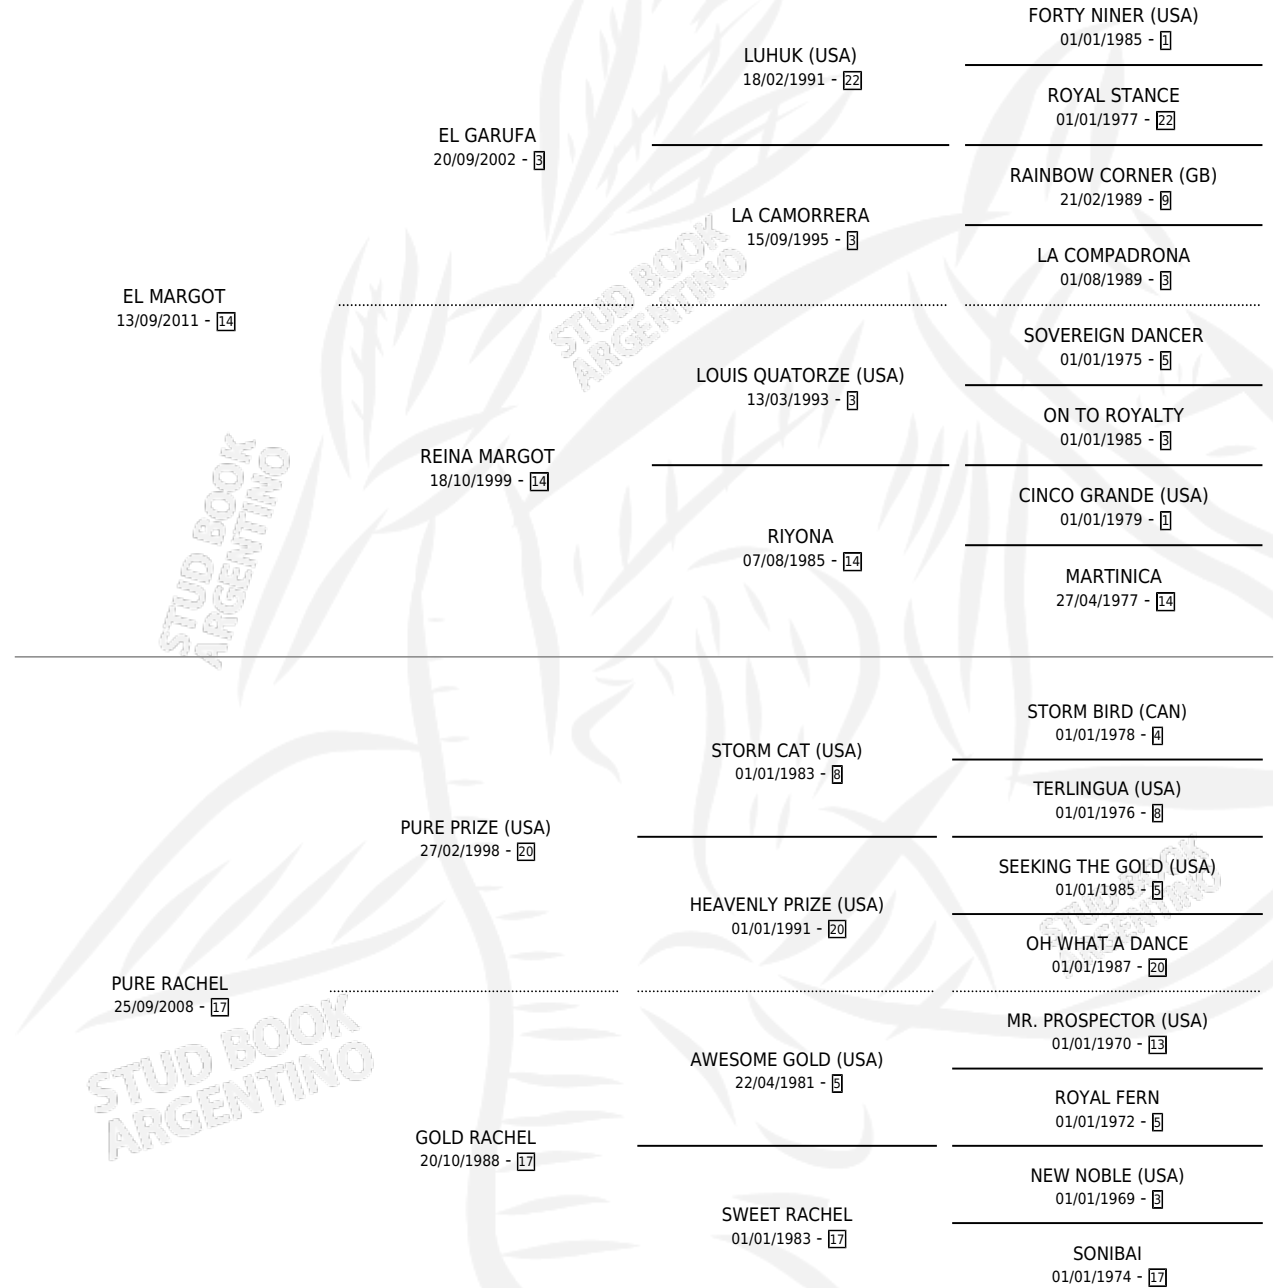 FORTY NINER (USA)
01/01/1985 - 1
LUHUK (USA)
18/02/1991 - 22
ROYAL STANCE
01/01/1977 - 22
EL GARUFA
20/09/2002 - 3
RAINBOW CORNER (GB)
21/02/1989 - 9
LA CAMORRERA
15/09/1995 - 3
LA COMPADRONA
01/08/1989 - 3
EL MARGOT
13/09/2011 - 14
SOVEREIGN DANCER
01/01/1975 - 5
LOUIS QUATORZE (USA)
13/03/1993 - 3
ON TO ROYALTY
01/01/1985 - 3
REINA MARGOT
18/10/1999 - 14
CINCO GRANDE (USA)
01/01/1979 - 1
RIYONA
07/08/1985 - 14
MARTINICA
27/04/1977 - 14
STORM BIRD (CAN)
01/01/1978 - 4
STORM CAT (USA)
01/01/1983 - 8
TERLINGUA (USA)
01/01/1976 - 8
PURE PRIZE (USA)
27/02/1998 - 20
SEEKING THE GOLD (USA)
01/01/1985 - 5
HEAVENLY PRIZE (USA)
01/01/1991 - 20
OH WHAT A DANCE
01/01/1987 - 20
PURE RACHEL
25/09/2008 - 17
MR. PROSPECTOR (USA)
01/01/1970 - 13
AWESOME GOLD (USA)
22/04/1981 - 5
ROYAL FERN
01/01/1972 - 5
GOLD RACHEL
20/10/1988 - 17
NEW NOBLE (USA)
01/01/1969 - 3
SWEET RACHEL
01/01/1983 - 17
SONIBAI
01/01/1974 - 17
STUD BOOK
ARGENTINO
STUD BOOK
ARGENTINO
STUD BOOK
ARGENTINO
STUD BOOK
ARGENTINO